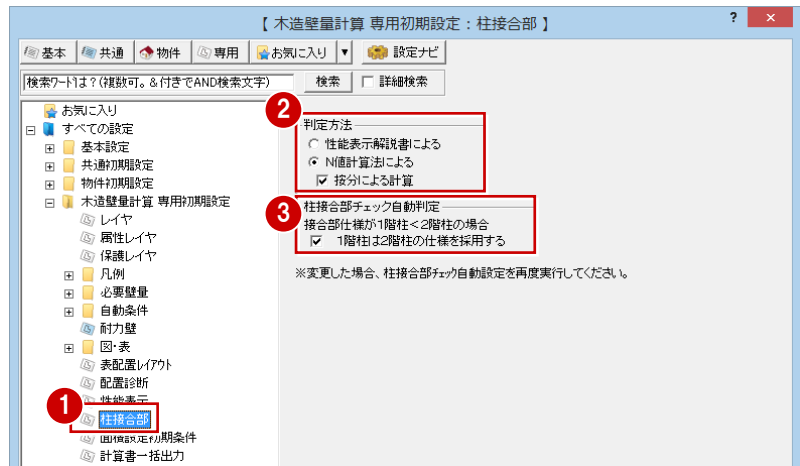 【 木造壁量計算 専用初期設定：柱接合部 】
? x
基本 共通 物件 専用 お気に入り ▼ 設定ナビ
検索ワードは？(複数可。＆付きでAND検索文字) 検索 詳細検索
お気に入り
すべての設定
基本設定
共通初期設定
物件初期設定
木造壁量計算 専用初期設定
レイヤ
属性レイヤ
保護レイヤ
凡例
必要壁量
自動条件
耐力壁
図・表
表配置レイアウト
配置診断
性能表示
1
柱接合部
面積設定初期条件
計算書一括出力
2
判定方法
性能表示解説書による
N値計算法による
按分による計算
3
柱接合部チェック自動判定
接合部仕様が1階柱＜2階柱の場合
1階柱は2階柱の仕様を採用する
※変更した場合、柱接合部ﾁｪｯｸ自動設定を再度実行してください。